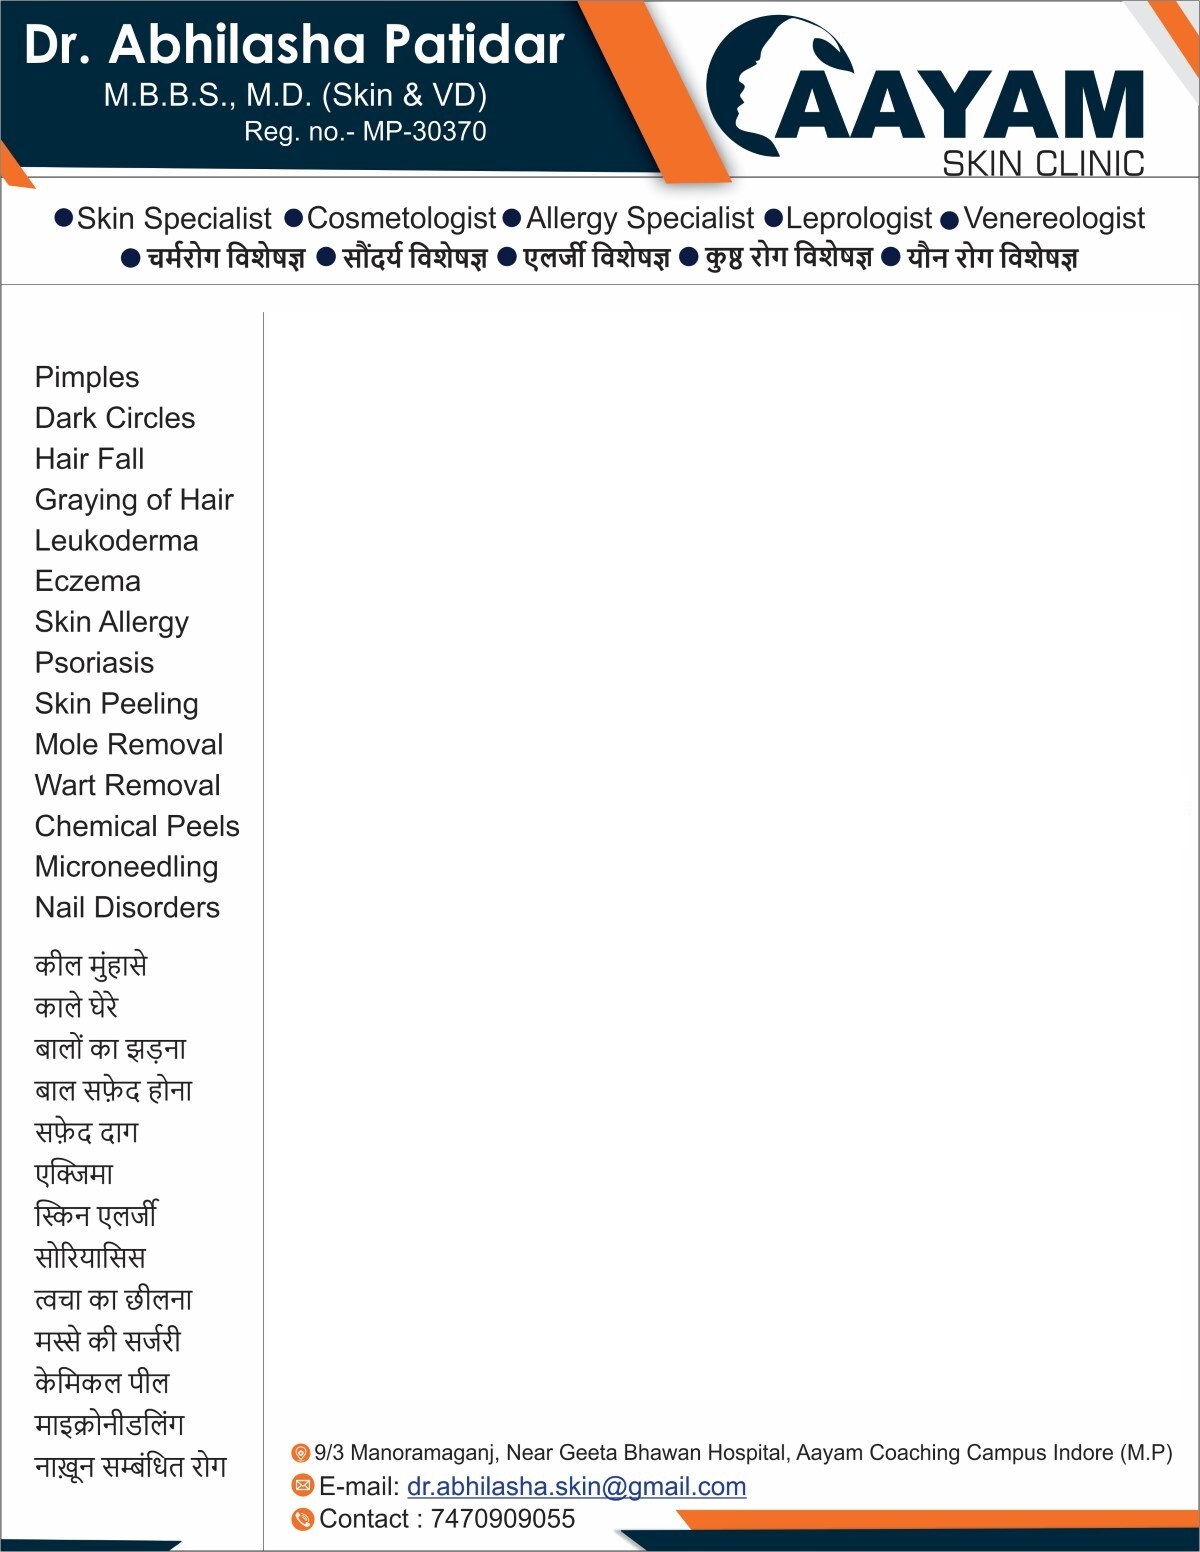 Dr. Abhilasha Patidar
M.B.B.S., M.D. (Skin & VD)
Reg. no.- MP-30370
AAYAM
SKIN CLINIC
●Skin Specialist ●Cosmetologist ●Allergy Specialist ●Leprologist ●Venereologist
● चर्मरोग विशेषज्ञ ● सौंदर्य विशेषज्ञ ● एलर्जी विशेषज्ञ ● कुष्ठ रोग विशेषज्ञ ● यौन रोग विशेषज्ञ
Pimples
Dark Circles
Hair Fall
Graying of Hair
Leukoderma
Eczema
Skin Allergy
Psoriasis
Skin Peeling
Mole Removal
Wart Removal
Chemical Peels
Microneedling
Nail Disorders
कील मुंहासे
काले घेरे
बालों का झड़ना
बाल सफ़ेद होना
सफ़ेद दाग
एक्जिमा
स्किन एलर्जी
सोरियासिस
त्वचा का छीलना
मस्से की सर्जरी
केमिकल पील
माइक्रोनीडलिंग
नाख़ून सम्बंधित रोग
9/3 Manoramaganj, Near Geeta Bhawan Hospital, Aayam Coaching Campus Indore (M.P)
E-mail: dr.abhilasha.skin@gmail.com
Contact : 7470909055